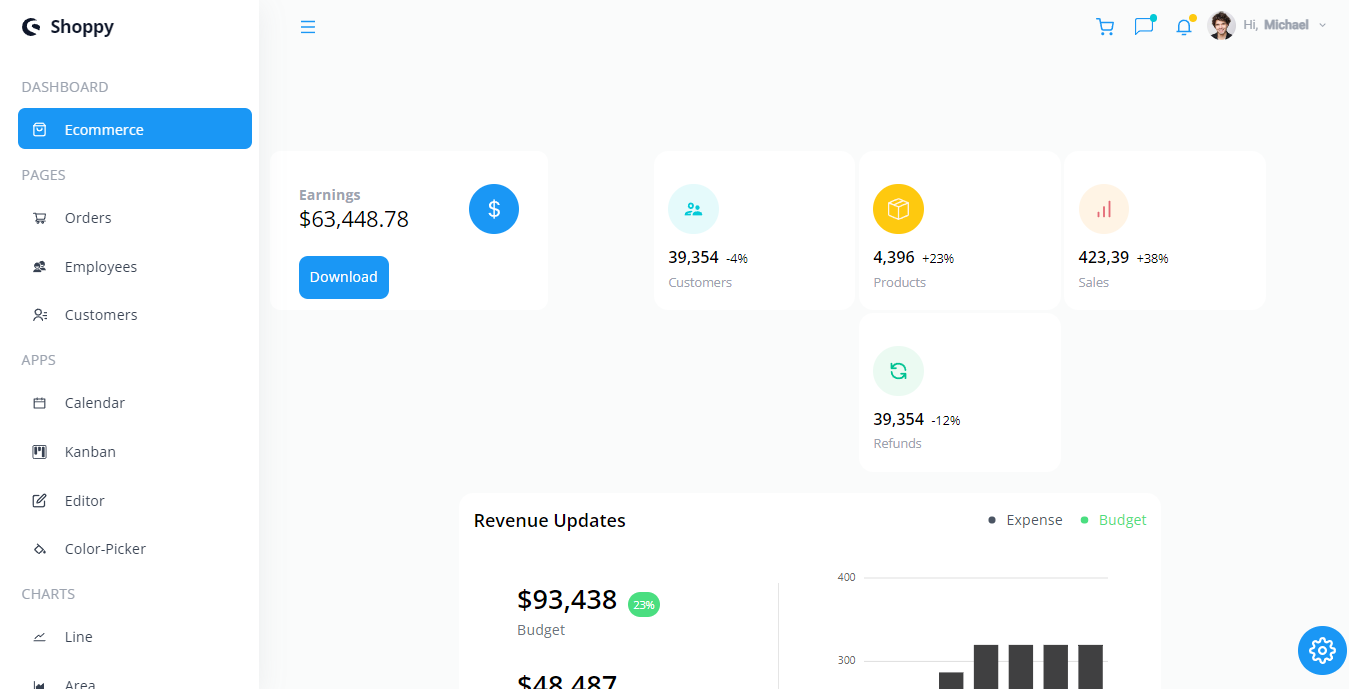 Shoppy
Hi, Michael
DASHBOARD
Ecommerce
PAGES
Orders
Employees
Customers
APPS
Calendar
Kanban
Editor
Color-Picker
CHARTS
Line
Area
Earnings
$63,448.78
$
Download
39,354 -4%
Customers
4,396 +23%
Products
423,39 +38%
Sales
39,354 -12%
Refunds
Revenue Updates
Expense
Budget
$93,438 23%
Budget
$48,487
400
300